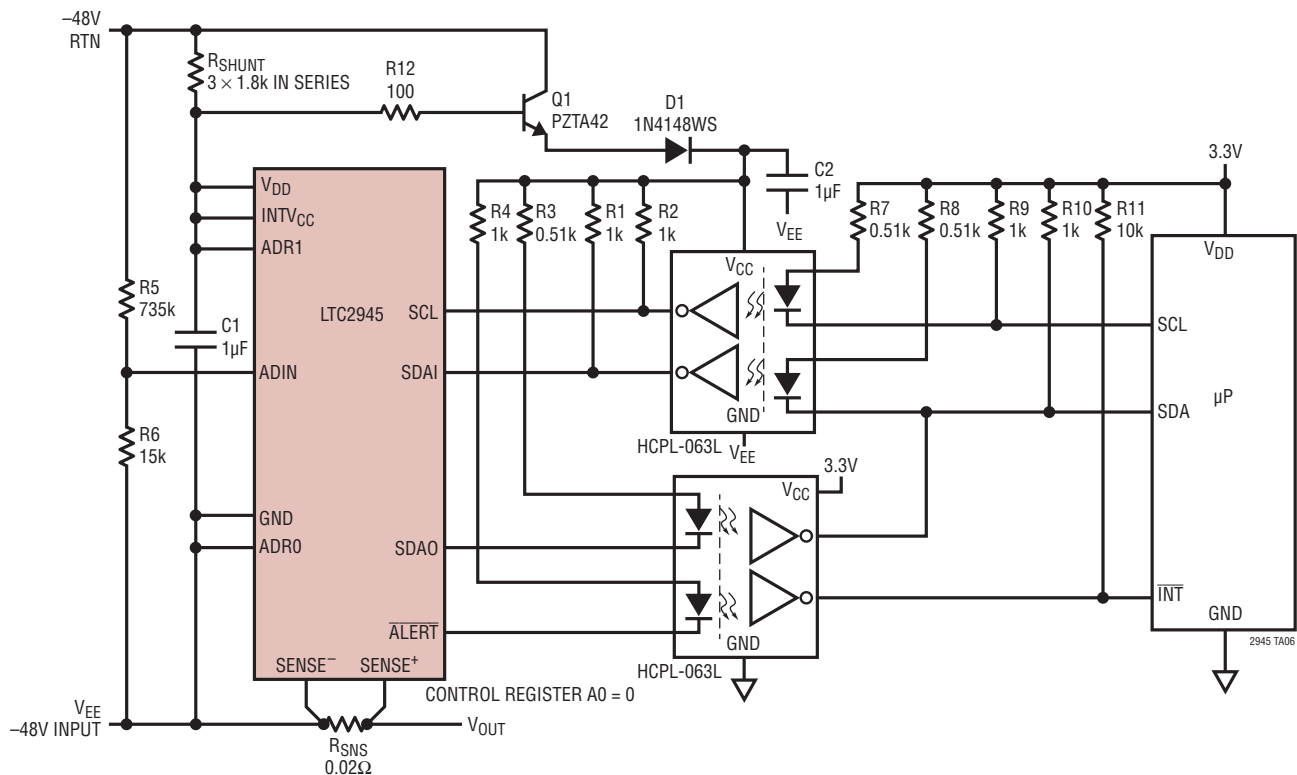 –48V
RTN
RSHUNT
3 × 1.8k IN SERIES
R12
100
Q1
PZTA42
D1
1N4148WS
C2
1µF
VEE
3.3V
R4
1k
R3
0.51k
R1
1k
R2
1k
R7
0.51k
R8
0.51k
R9
1k
R10
1k
R11
10k
VDD
INTVCC
ADR1
LTC2945
SCL
SDAI
ADIN
GND
ADR0
SDAO
ALERT
SENSE–
SENSE+
R5
735k
C1
1µF
R6
15k
VCC
GND
HCPL-063L
VEE
VCC
3.3V
GND
HCPL-063L
VDD
SCL
SDA
µP
INT
GND
2945 TA06
CONTROL REGISTER A0 = 0
VEE
–48V INPUT
RSNS
0.02Ω
VOUT